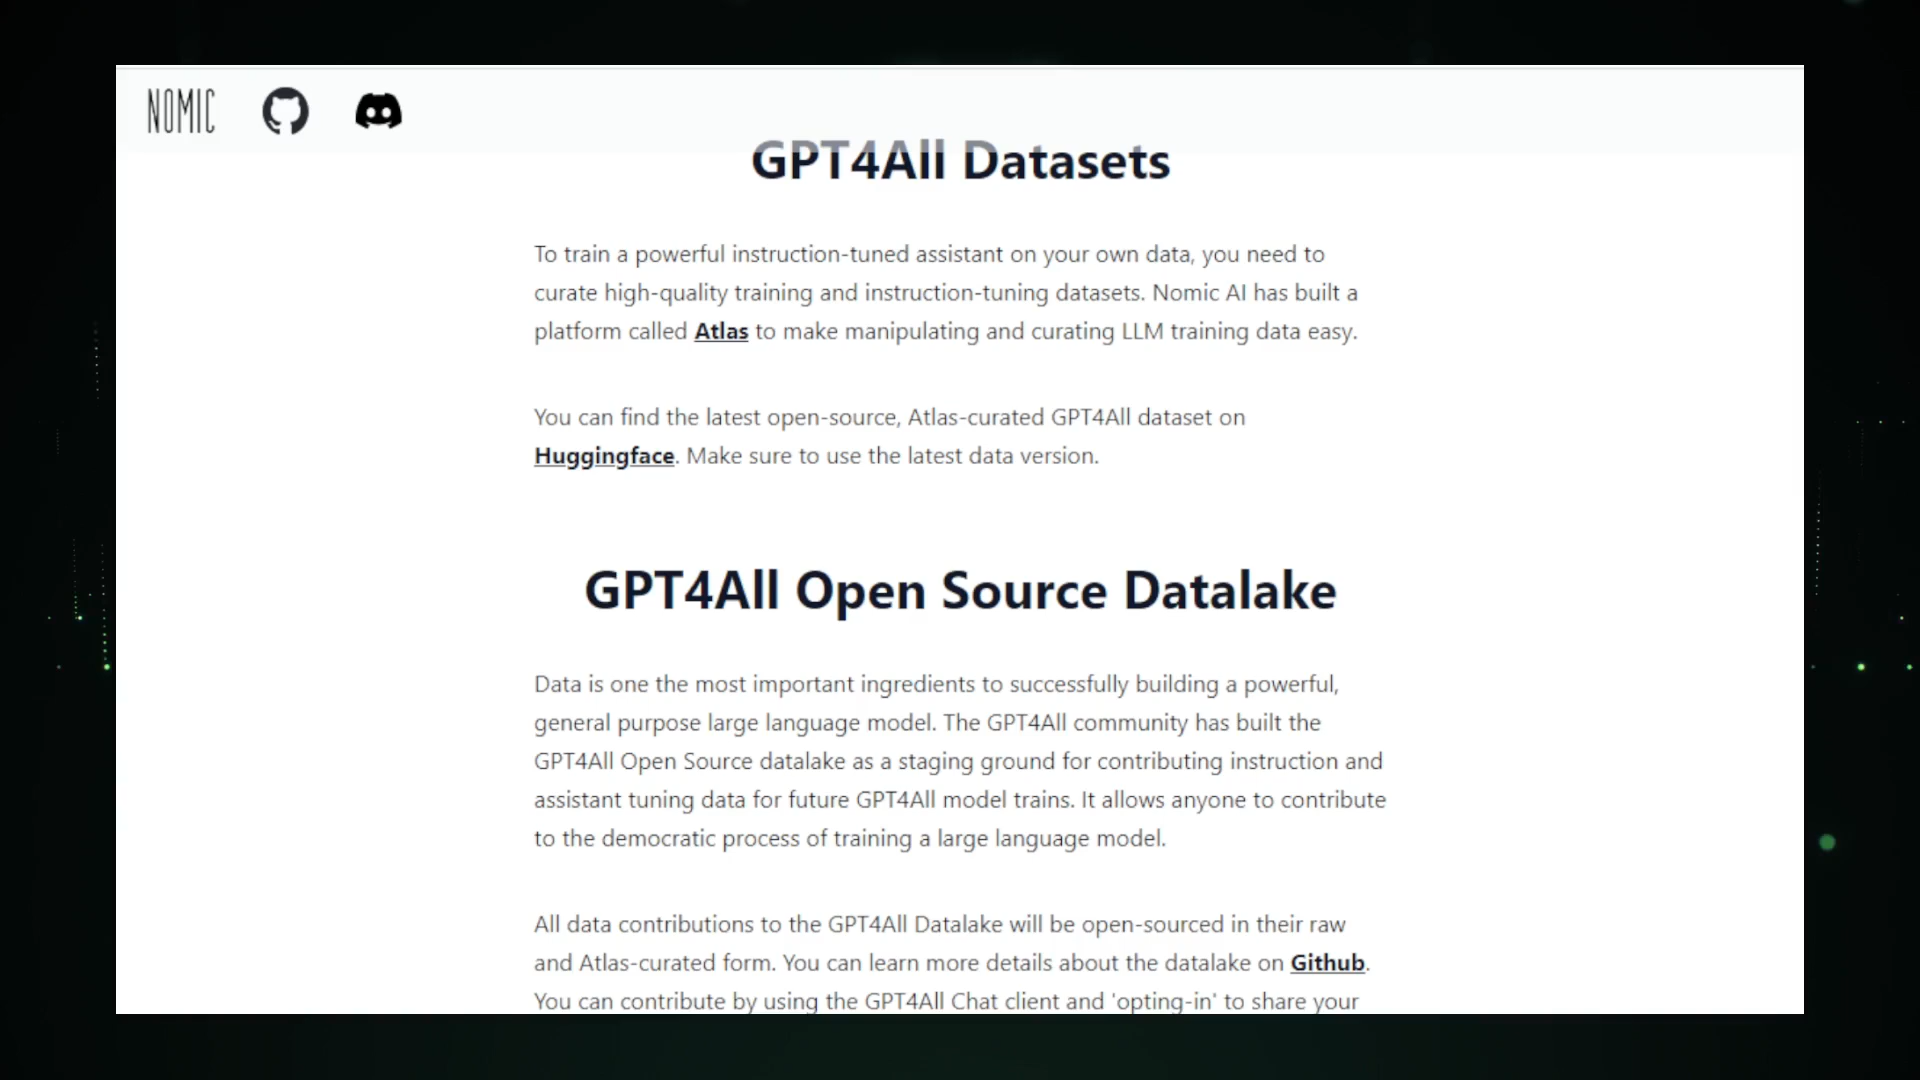 NOMIC
GPT4All Datasets
To train a powerful instruction-tuned assistant on your own data, you need to
curate high-quality training and instruction-tuning datasets. Nomic AI has built a
platform called Atlas to make manipulating and curating LLM training data easy.
You can find the latest open-source, Atlas-curated GPT4All dataset on
Huggingface. Make sure to use the latest data version.
GPT4All Open Source Datalake
Data is one the most important ingredients to successfully building a powerful,
general purpose large language model. The GPT4All community has built the
GPT4All Open Source datalake as a staging ground for contributing instruction and
assistant tuning data for future GPT4All model trains. It allows anyone to contribute
to the democratic process of training a large language model.
All data contributions to the GPT4All Datalake will be open-sourced in their raw
and Atlas-curated form. You can learn more details about the datalake on Github.
You can contribute by using the GPT4All Chat client and 'opting-in' to share your